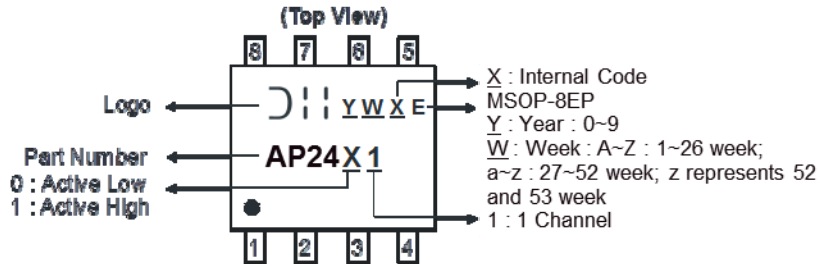 (Top View)
8 7 6 5
Logo
Y W X E
X : Internal Code
MSOP-8EP
Y : Year : 0~9
W : Week : A~Z : 1~26 week;
a~z : 27~52 week; z represents 52
and 53 week
1 : 1 Channel
Part Number
AP24X 1
0 : Active Low
1 : Active High
1 2 3 4